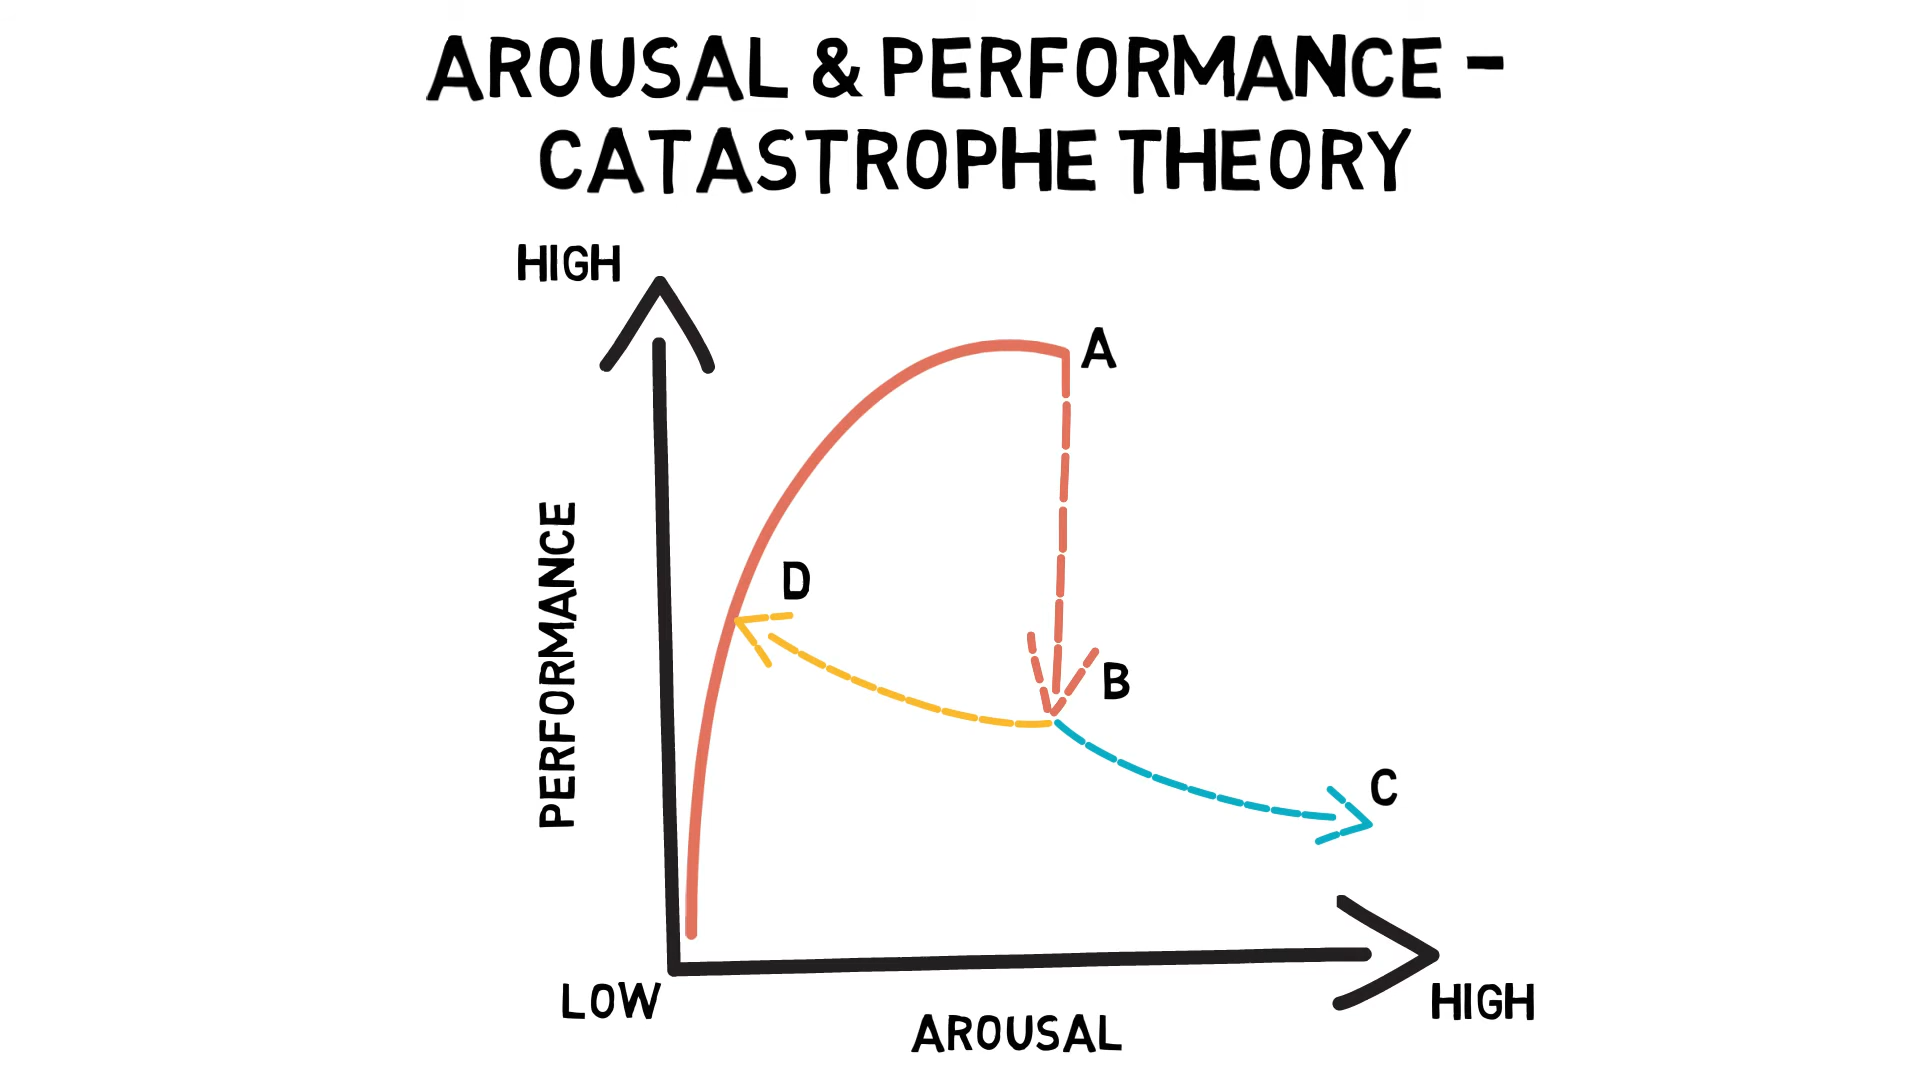 AROUSAL & PERFORMANCE -
CATASTROPHE THEORY
HIGH
A
D
B
C
PERFORMANCE
LOW
HIGH
AROUSAL